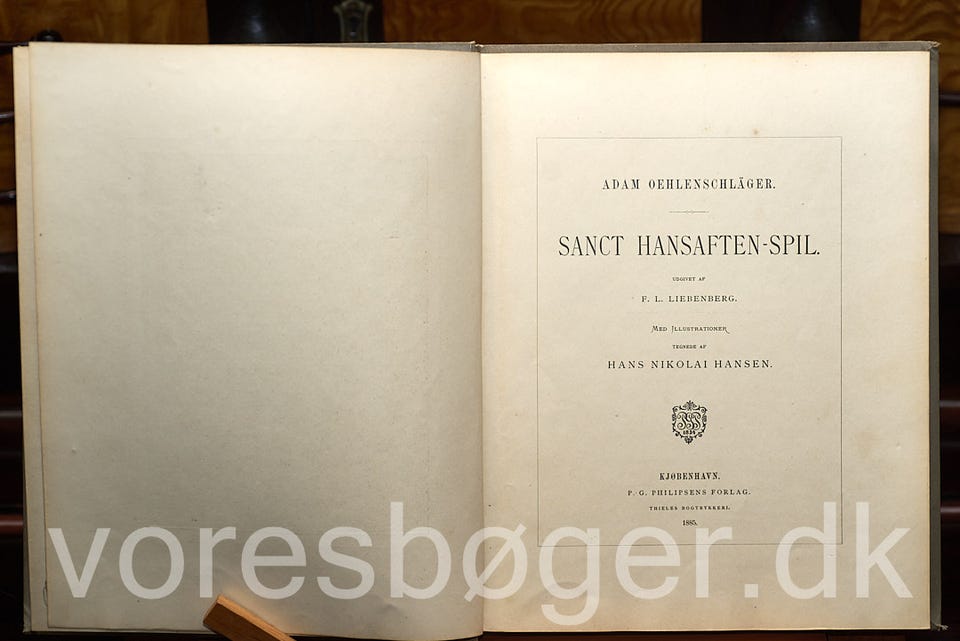 ADAM OEHLENSCHLÄGER.
SANCT HANSAFTEN-SPIL.
UDGIVET AF
F. L. LIEBENBERG.
MED ILLUSTRATIONER
TEGNEDE AF
HANS NIKOLAI HANSEN.
1834
KJØBENHAVN.
P. G. PHILIPSENS FORLAG.
THIELES BOGTRYKKERI.
1885.
voresbøger.dk